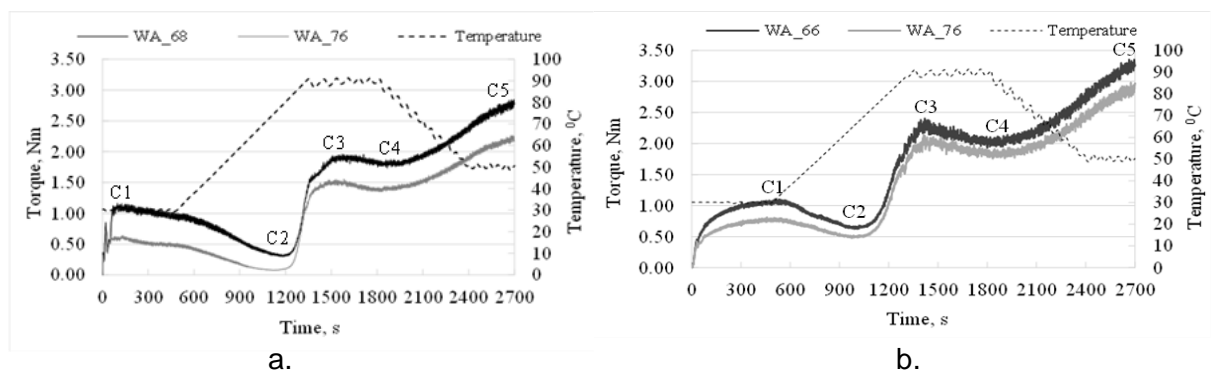 WA_68 WA_76 Temperature
3.50 100
3.00 90
2.50 80
2.00 70
1.50 60
1.00 50
0.50 40
0.00 30
20
10
0
Torque, Nm
Temperature, ⁰C
C1
C2
C3
C4
C5
0 300 600 900 1200 1500 1800 2100 2400 2700
Time, s
a.
WA_66 WA_76 Temperature
3.50 100
3.00 90
2.50 80
2.00 70
1.50 60
1.00 50
0.50 40
0.00 30
20
10
0
Torque, Nm
Temperature, ⁰C
C1
C2
C3
C4
C5
0 300 600 900 1200 1500 1800 2100 2400 2700
Time, s
b.